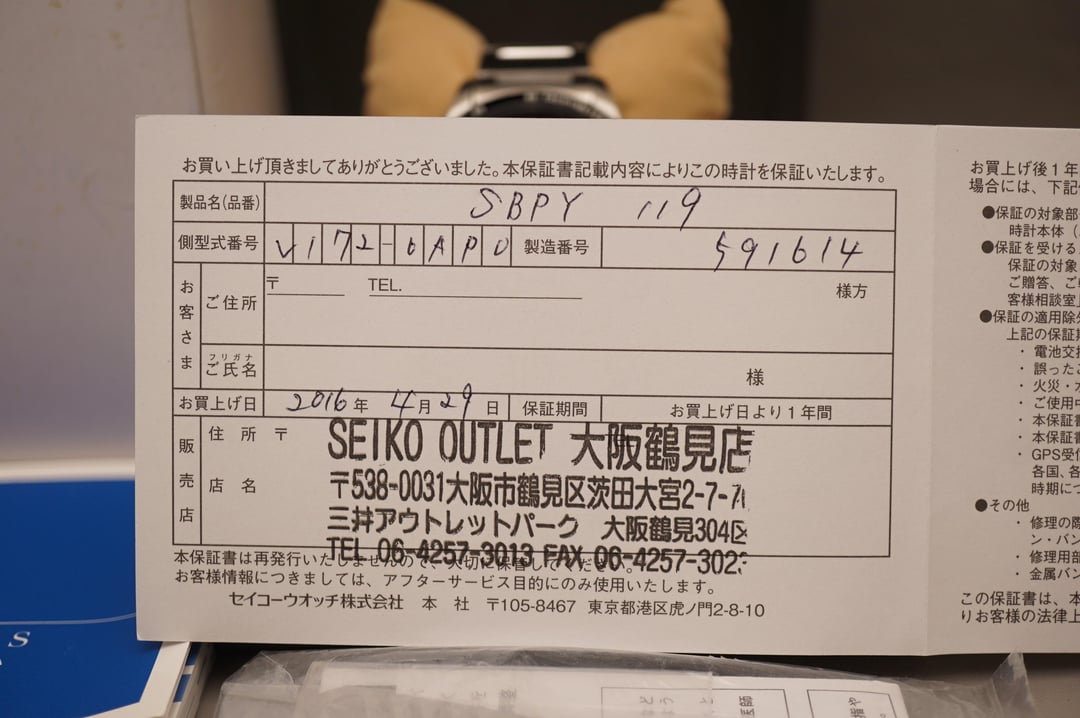 お買い上げ頂きましてありがとうございました。本保証書記載内容によりこの時計を保証いたします。
製品名(品番) SBPY 119
側型式番号 V172-0AP0 製造番号 591614
お客さま
ご住所 〒 TEL. 様方
フリガナ
ご氏名 様
お買上げ日 2016年 4月29日 保証期間 お買上げ日より1年間
販売店
住所 〒
店名
SEIKO OUTLET 大阪鶴見店
〒538-0031大阪市鶴見区茨田大宮2-7-7
三井アウトレットパーク 大阪鶴見304区
TEL 06-4257-3013 FAX 06-4257-302
本保証書は再発行いたしませんので、大切に保管してください。
お客様情報につきましては、アフターサービス目的にのみ使用いたします。
セイコーウオッチ株式会社 本社 〒105-8467 東京都港区虎ノ門2-8-10
お買上げ後1年
場合には、下記
●保証の対象部
時計本体(
●保証を受ける
保証の対象
ご贈答、ご
客様相談室
●保証の適用除外
上記の保証期
・電池交換
・誤ったご
・火災・
・ご使用中
・本保証書
・本保証書
・GPS受信
各国、各
時期につ
●その他
・修理の際
ン・バン
・修理用部
・金属バン
この保証書は、本
りお客様の法律上
S
医師